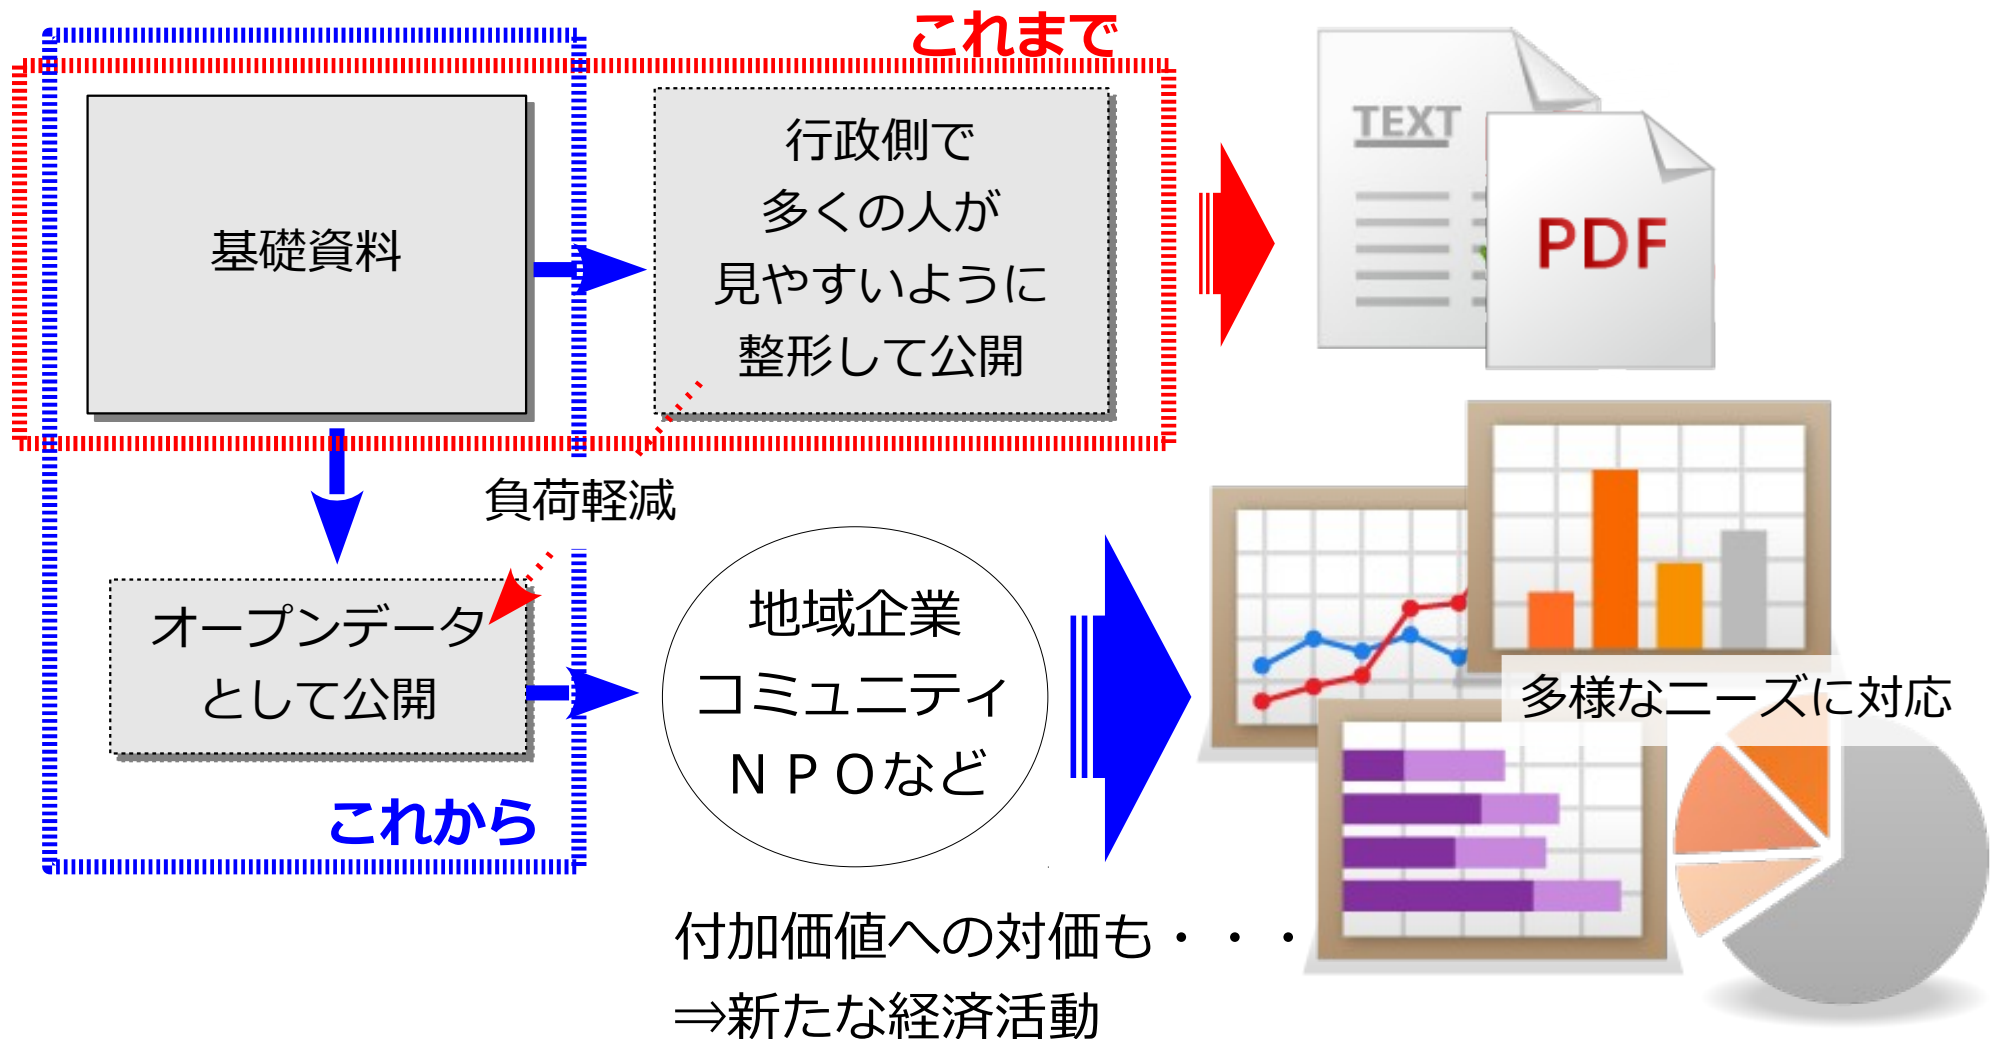 これまで
基礎資料
行政側で
多くの人が
見やすいように
整形して公開
TEXT
PDF
負荷軽減
オープンデータ
として公開
これから
地域企業
コミュニティ
ＮＰＯなど
多様なニーズに対応
付加価値への対価も・・・
⇒新たな経済活動